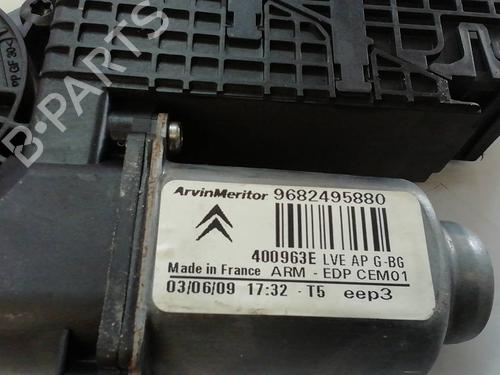 B-PARTS
ArvinMeritor 9682495880
400963E LVE AP G-BG
Made in France ARM - EDP CEM01
03/06/09 17:32 - T5 eep3